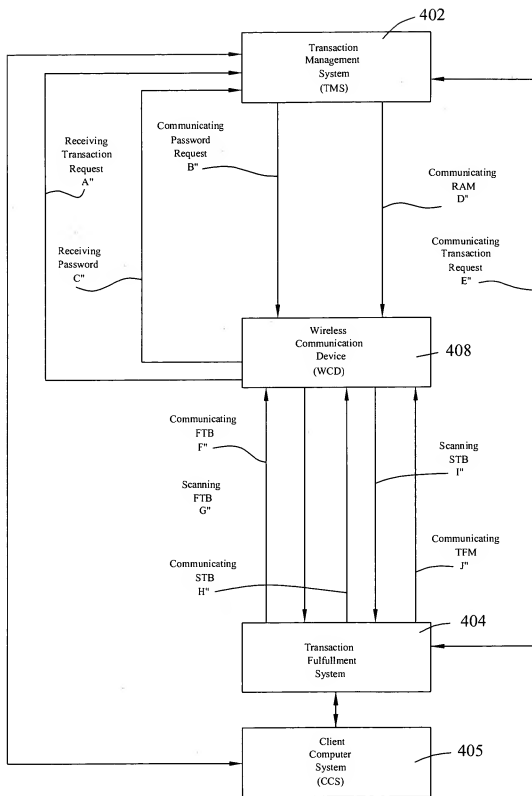 402
Transaction
Management
System
(TMS)
Receiving
Transaction
Request
A"
Communicating
Password
Request
B"
Communicating
RAM
D"
Receiving
Password
C"
Communicating
Transaction
Request
E"
Wireless
Communication
Device
(WCD)
408
Communicating
FTB
F"
Scanning
FTB
G"
Scanning
STB
I"
Communicating
STB
H"
Communicating
TFM
J"
404
Transaction
Fulfullment
System
Client
Computer
System
(CCS)
405